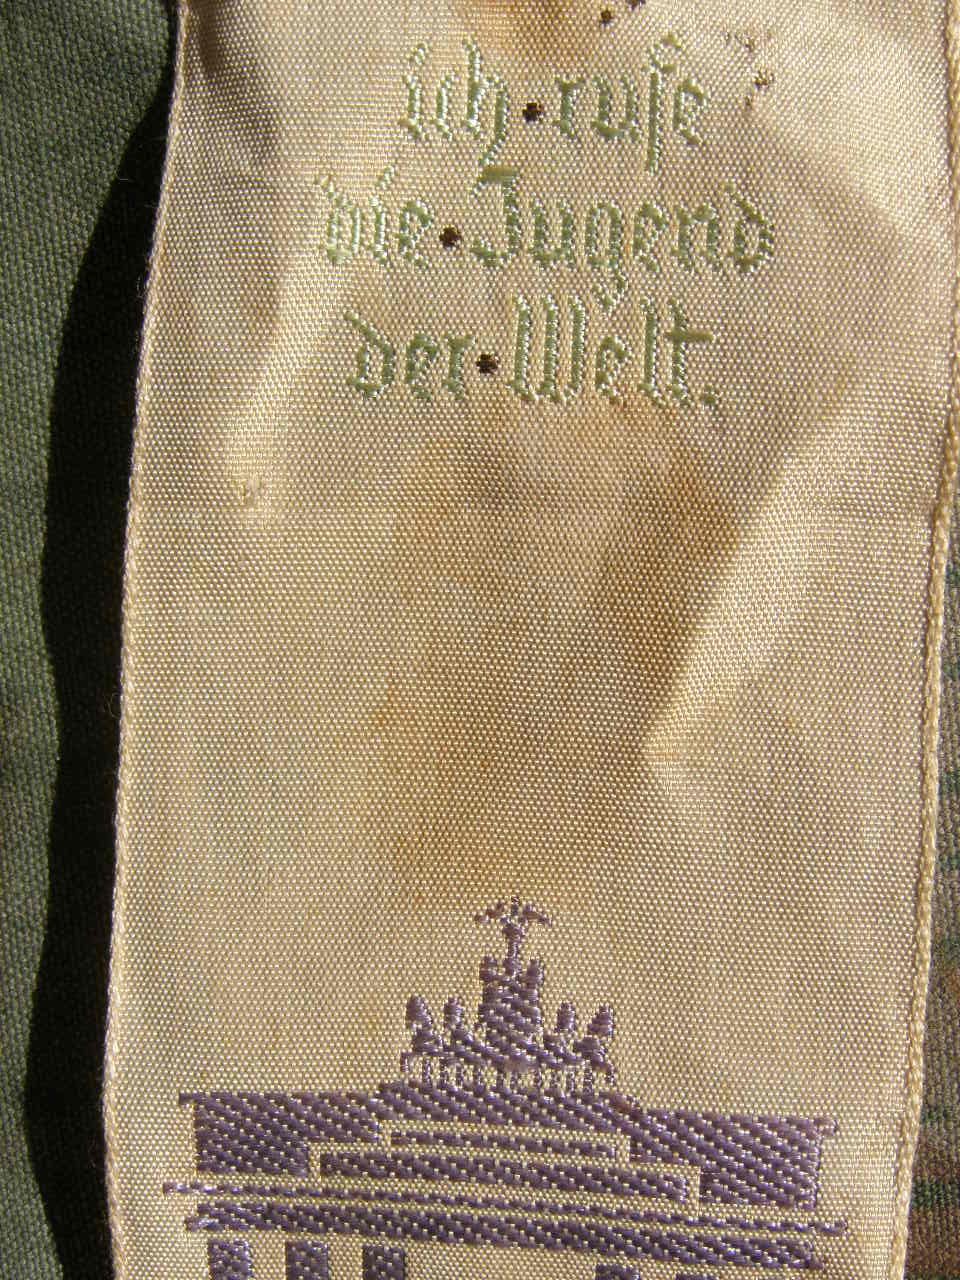 ich·rufe
die·Jugend
der·Welt.